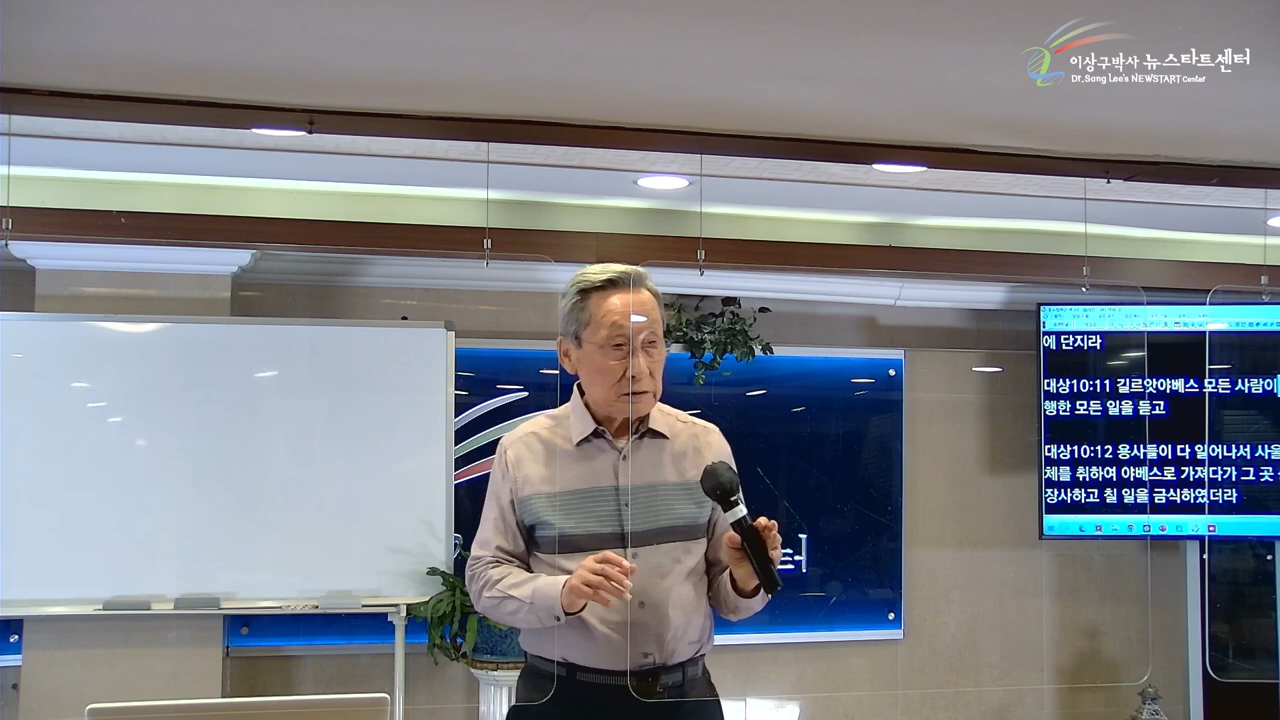 이상구박사 뉴스타트센터
Dr. Sang Lee's NEWSTART Center
에 단지라
대상10:11 길르앗야베스 모든 사람이
행한 모든 일을 듣고
대상10:12 용사들이 다 일어나서 사울
체를 취하여 야베스로 가져다가 그 곳
장사하고 칠 일을 금식하였더라
터